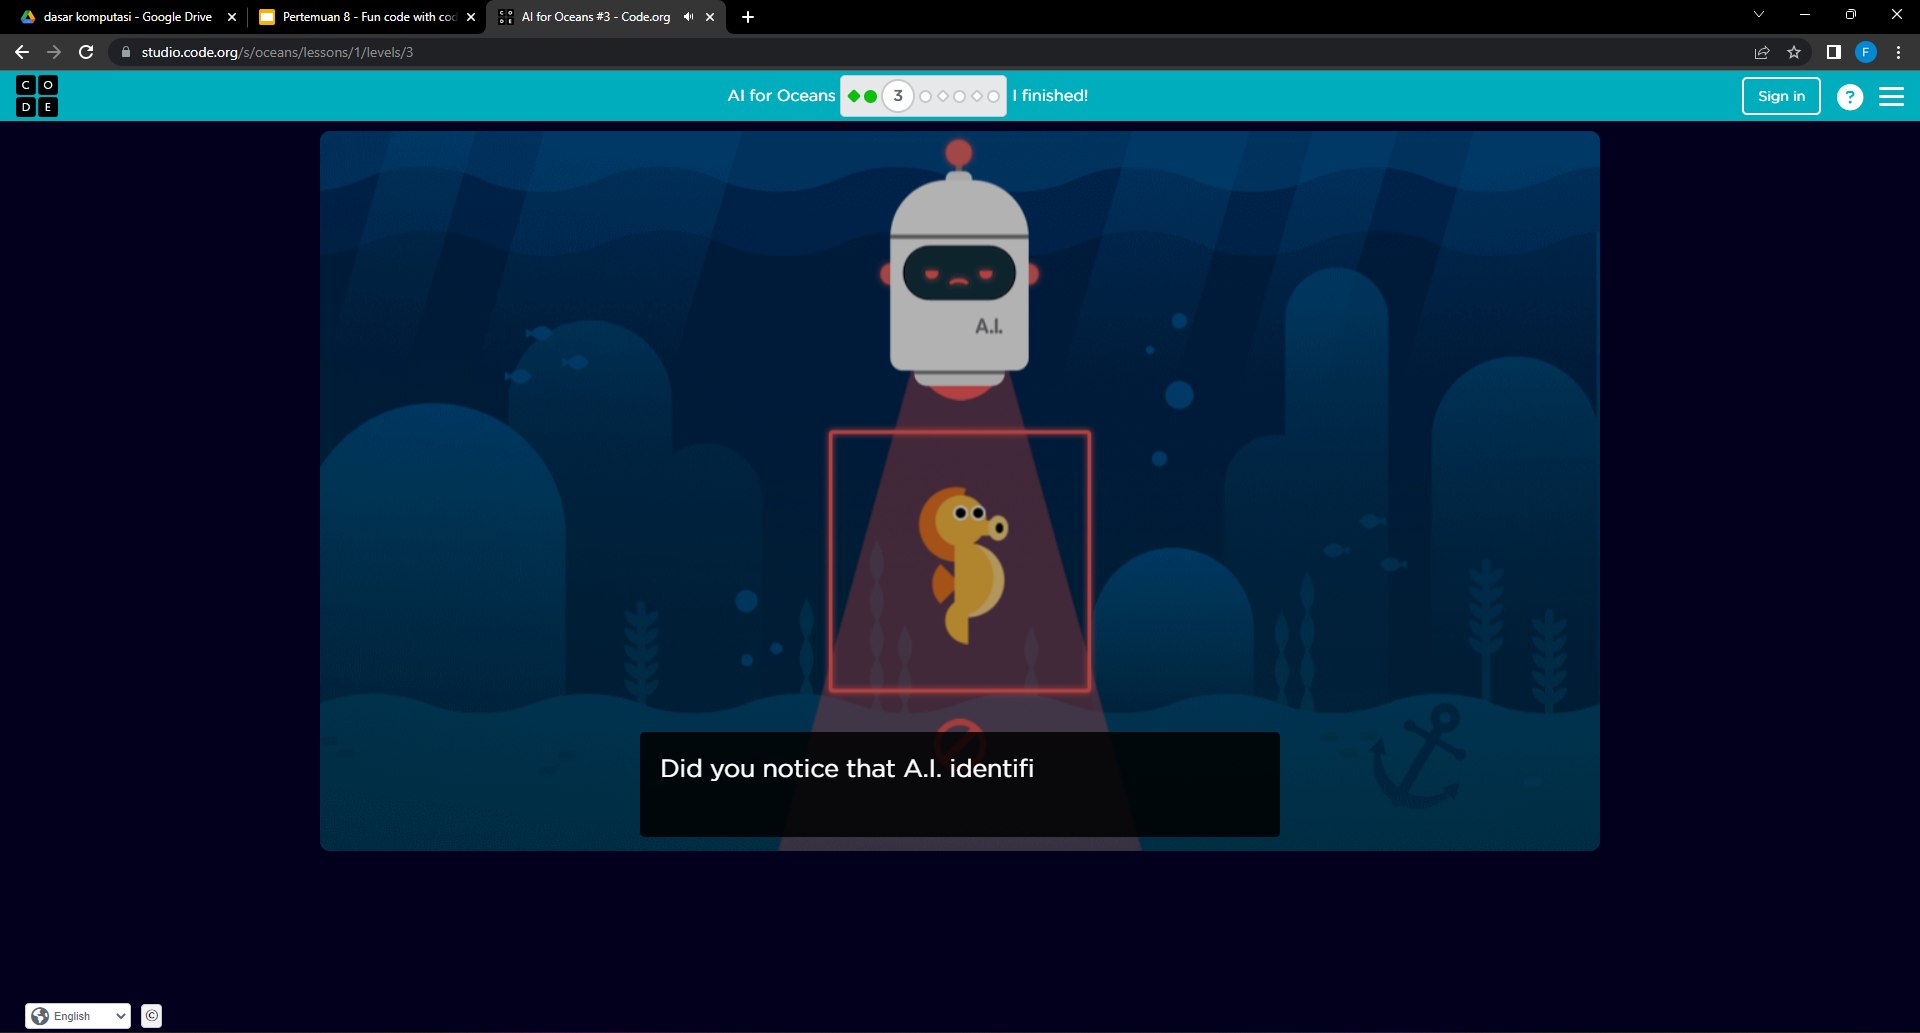 dasar komputasi - Google Drive
Pertemuan 8 - Fun code with cod
AI for Oceans #3 - Code.org
studio.code.org/s/oceans/lessons/1/levels/3
F
C O
D E
AI for Oceans
3
I finished!
Sign in
?
A.I.
Did you notice that A.I. identifi
English
©